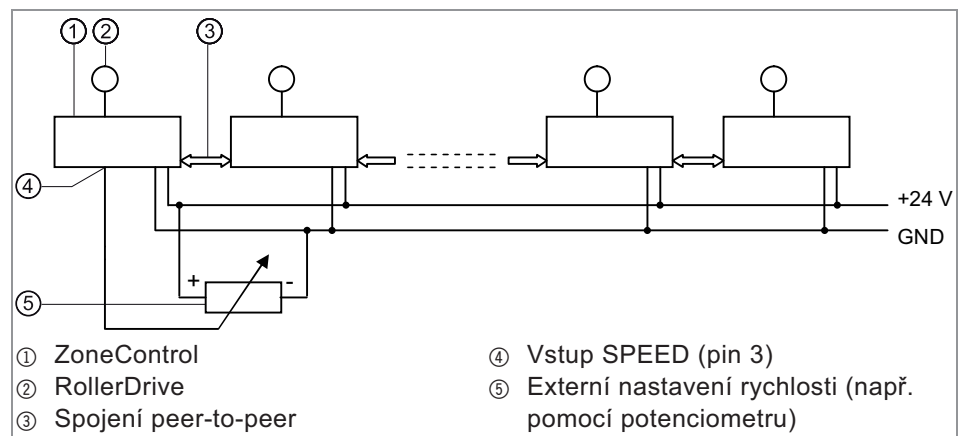 ① ② ③
④
+24 V
GND
+ -
⑤
① ZoneControl
② RollerDrive
③ Spojení peer-to-peer
④ Vstup SPEED (pin 3)
⑤ Externí nastavení rychlosti (např.
pomocí potenciometru)